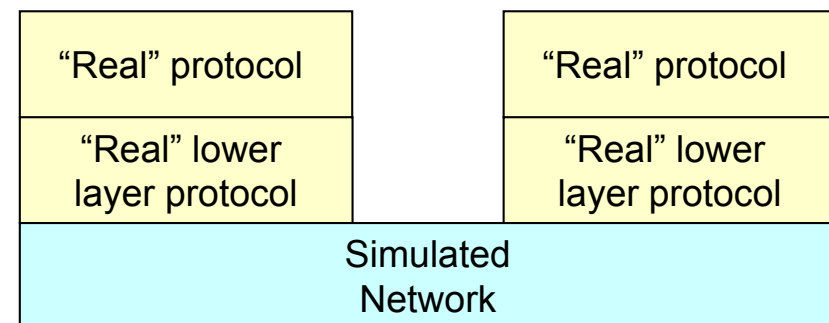 “Real” protocol
“Real” lower
layer protocol
“Real” protocol
“Real” lower
layer protocol
Simulated
Network